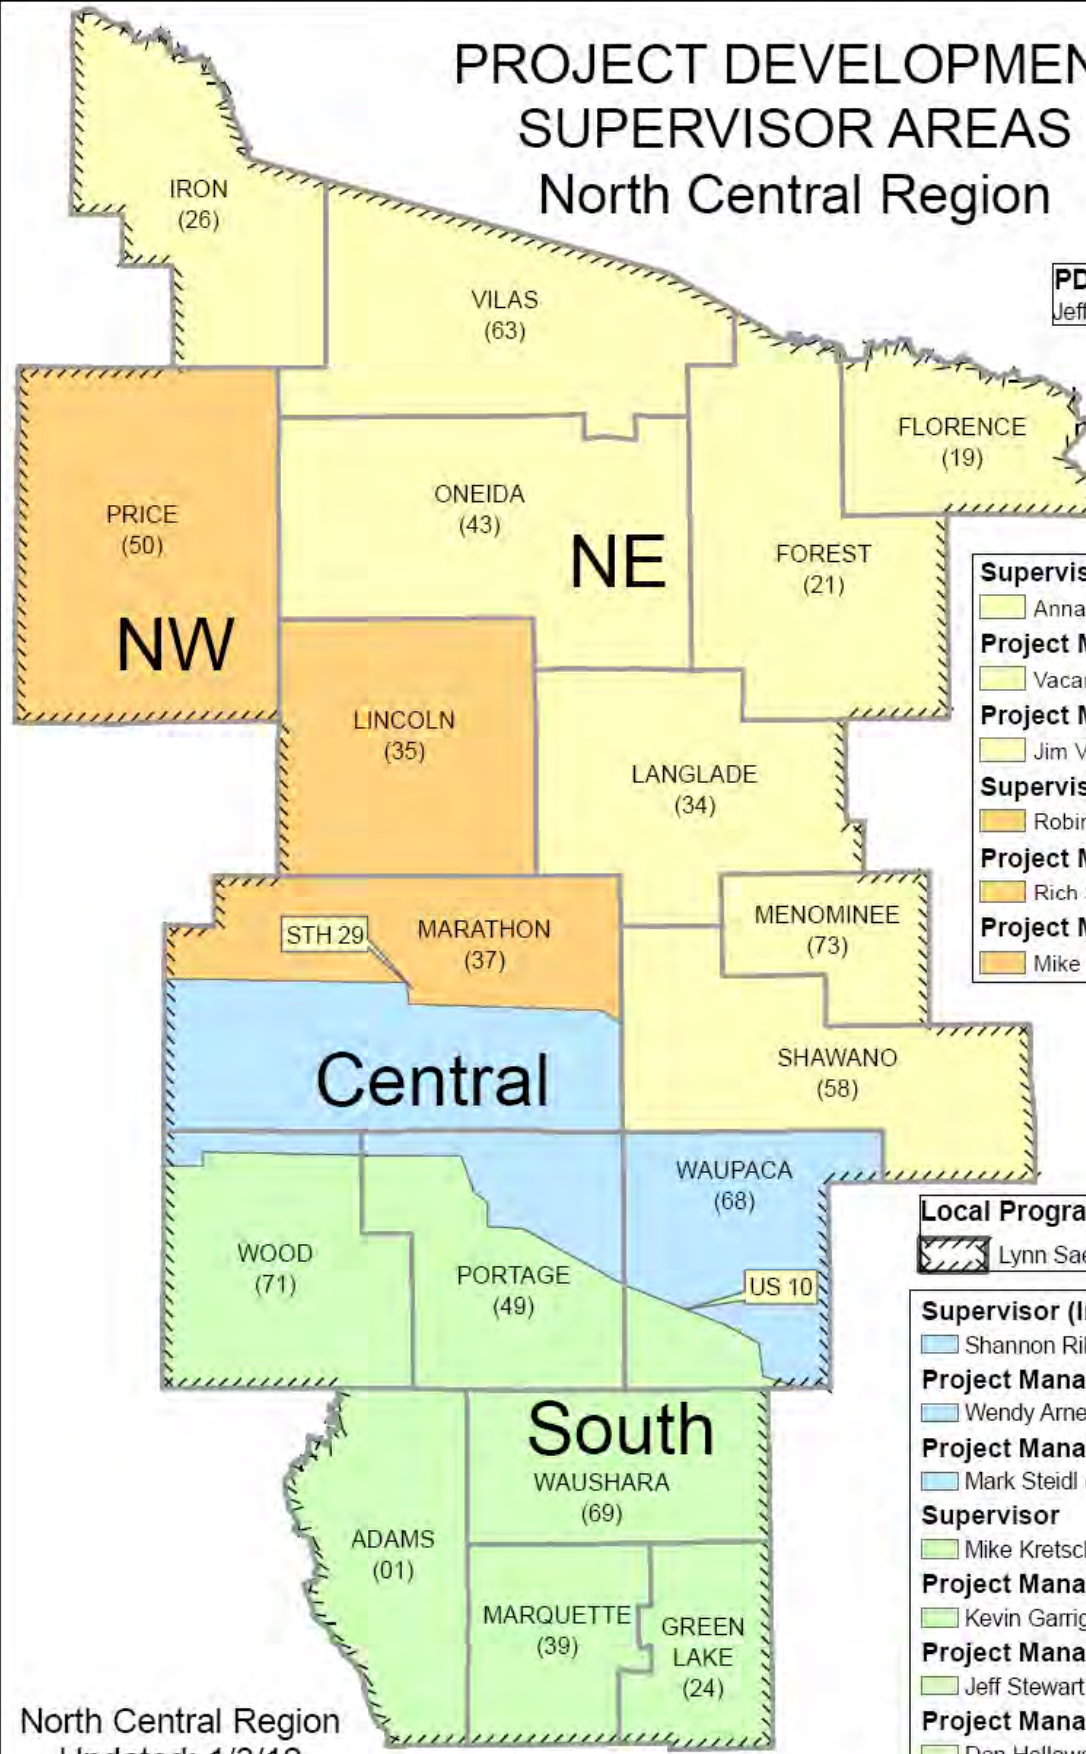 PROJECT DEVELOPMEN
SUPERVISOR AREAS
North Central Region
IRON
(26)
VILAS
(63)
PD
Jeff
FLORENCE
(19)
PRICE
(50)
ONEIDA
(43)
NE
FOREST
(21)
NW
LINCOLN
(35)
LANGLADE
(34)
Supervis
Anna
Project M
Vacar
Project M
Jim V
Supervis
Robin
Project M
Rich
Project M
Mike
STH 29
MARATHON
(37)
MENOMINEE
(73)
Central
SHAWANO
(58)
WAUPACA
(68)
WOOD
(71)
PORTAGE
(49)
US 10
Local Progra
Lynn Sae
South
WAUSHARA
(69)
ADAMS
(01)
MARQUETTE
(39)
GREEN
LAKE
(24)
Supervisor (I
Shannon Ril
Project Mana
Wendy Arne
Project Mana
Mark Steidl
Supervisor
Mike Kretsc
Project Mana
Kevin Garrig
Project Mana
Jeff Stewart
Project Mana
North Central Region